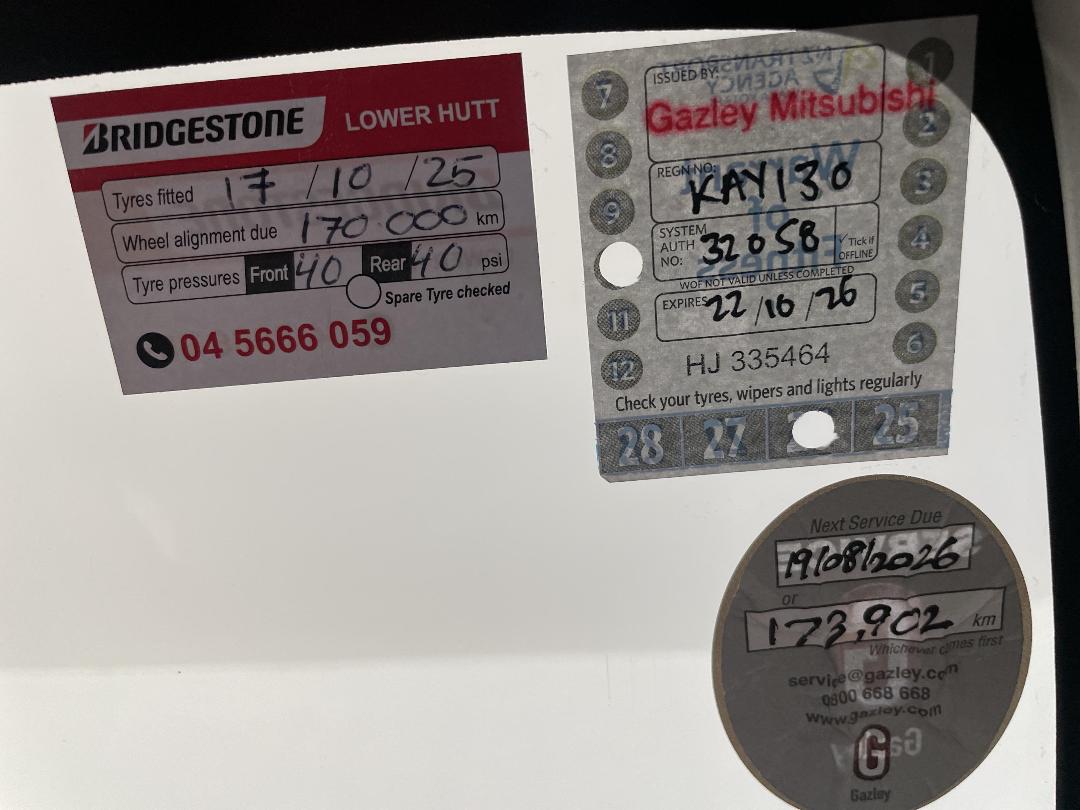 BRIDGESTONE LOWER HUTT
Tyres fitted 17/10/25
Wheel alignment due 170 000 km
Tyre pressures Front 40 Rear 40 psi
Spare Tyre checked
04 5666 059
ISSUED BY:
Gazley Mitsubishi
REGN NO:
KAY130
SYSTEM AUTH NO: 32058
✓ Tick if OFFLINE
WOF NOT VALID UNLESS COMPLETED
EXPIRES 22/10/26
HJ 335464
Check your tyres, wipers and lights regularly
7
8
9
11
12
1
2
3
4
5
6
28 27 25
NZ TRANSPORT
AGENCY
Warrant
of
Fitness
Next Service Due
19/08/2026
or
173,902 km
Whichever comes first
service@gazley.com
0800 668 668
www.gazley.com
G
Gazley